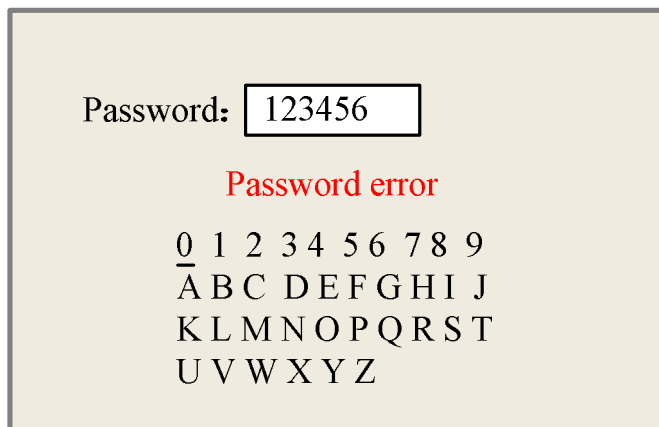 Password: 123456
Password error
0 1 2 3 4 5 6 7 8 9
A B C D E F G H I J
K L M N O P Q R S T
U V W X Y Z